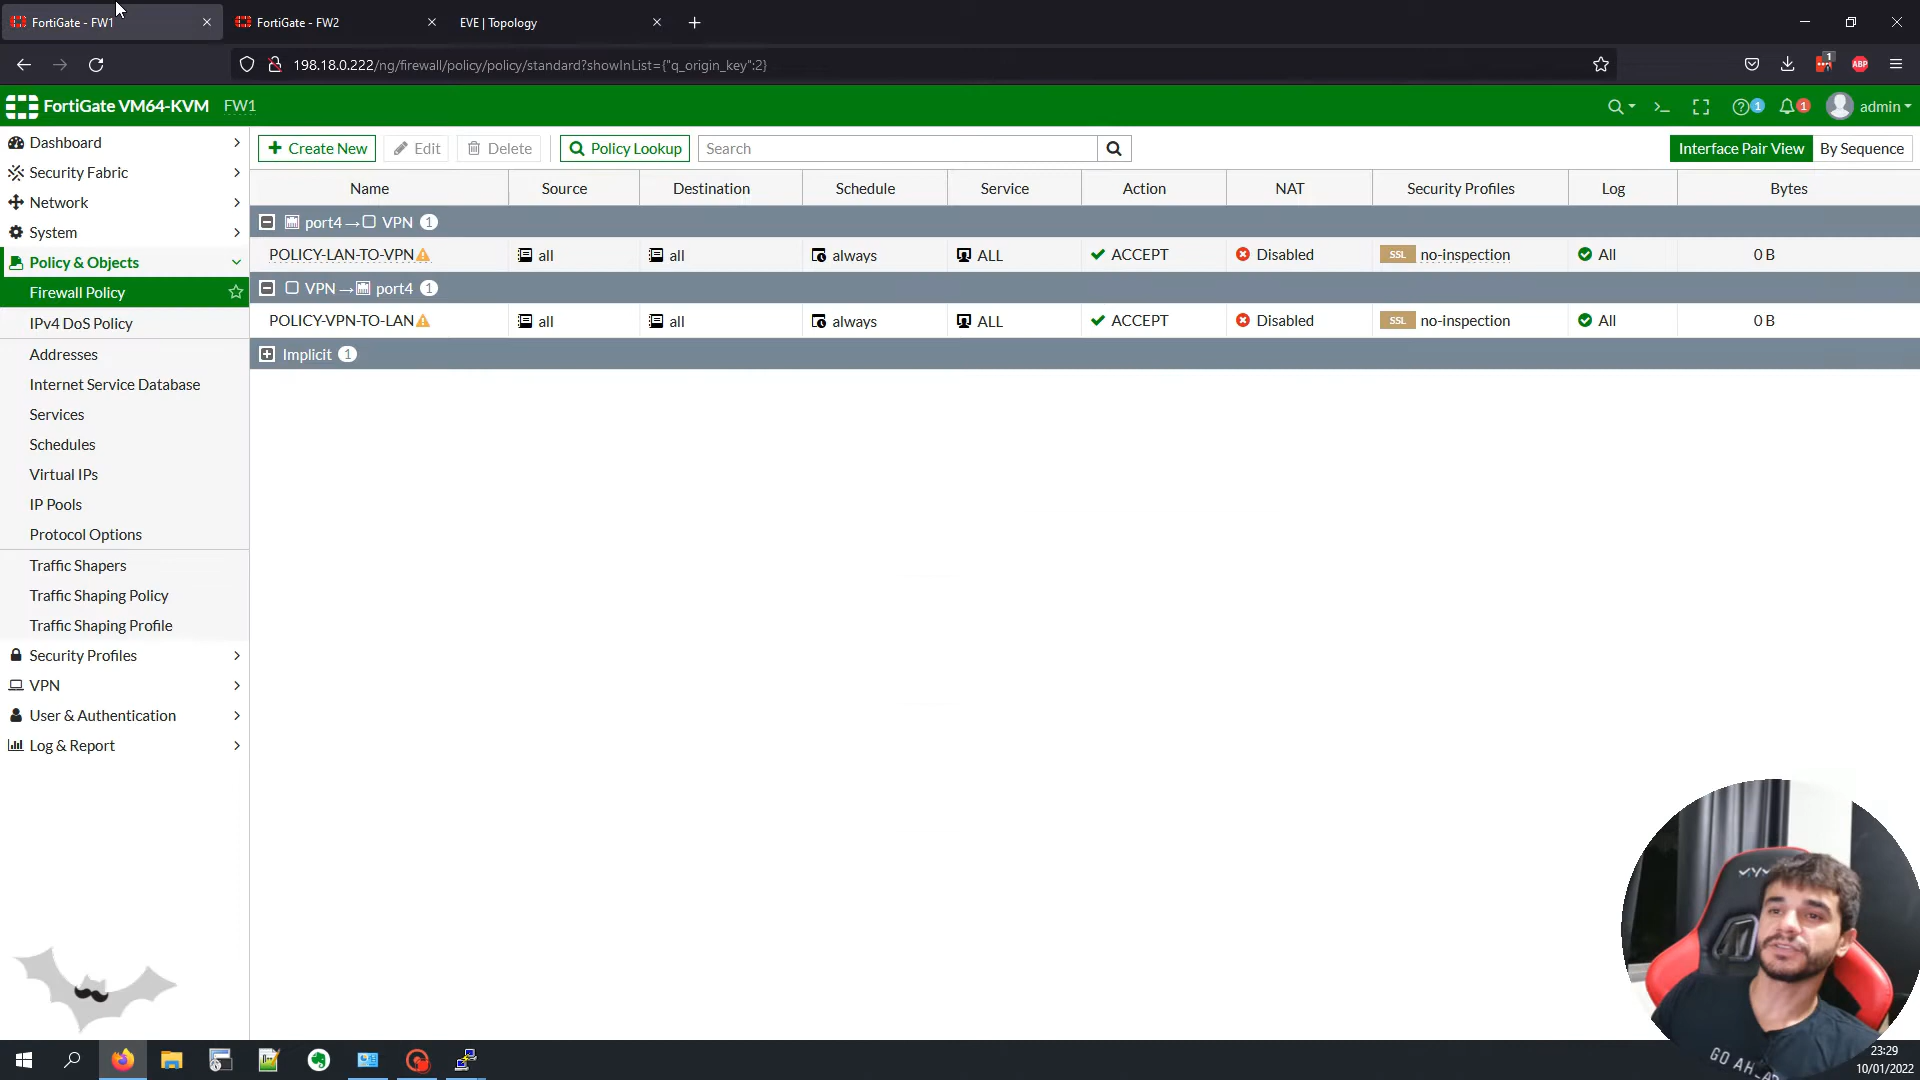 FortiGate - FW1
FortiGate - FW2
EVE | Topology
198.18.0.222/ng/firewall/policy/policy/standard?showInList={"q_origin_key":2}
1
ABP
FortiGate VM64-KVM FW1
1
1
admin
Dashboard
Security Fabric
Network
System
Policy & Objects
Firewall Policy
IPv4 DoS Policy
Addresses
Internet Service Database
Services
Schedules
Virtual IPs
IP Pools
Protocol Options
Traffic Shapers
Traffic Shaping Policy
Traffic Shaping Profile
Security Profiles
VPN
User & Authentication
Log & Report
+ Create New Edit Delete Policy Lookup Search Interface Pair View By Sequence
Name Source Destination Schedule Service Action NAT Security Profiles Log Bytes
port4 → VPN 1
POLICY-LAN-TO-VPN all all always ALL ACCEPT Disabled SSL no-inspection All 0 B
VPN → port4 1
POLICY-VPN-TO-LAN all all always ALL ACCEPT Disabled SSL no-inspection All 0 B
Implicit 1
GO AH
23:29
10/01/2022